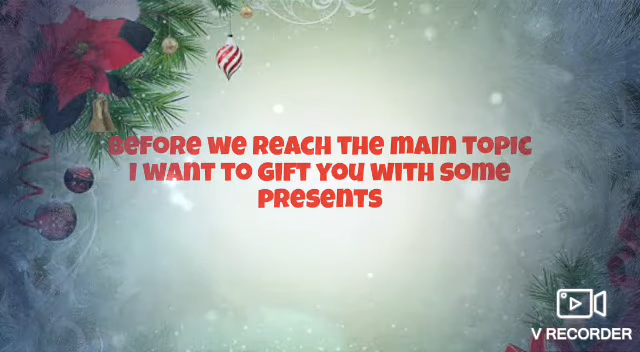 Before we reach the main topic
I want to gift you with some
presents
V RECORDER